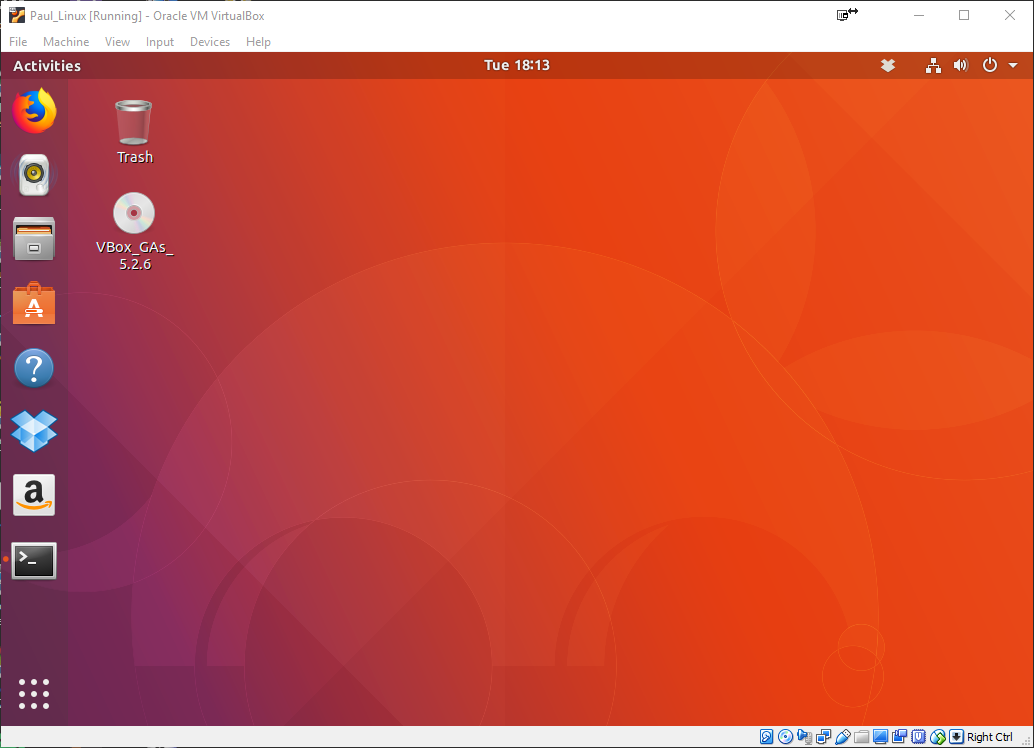 Paul_Linux [Running] - Oracle VM VirtualBox
File Machine View Input Devices Help
Activities
Tue 18:13
Trash
VBox_GAs_
5.2.6
Right Ctrl